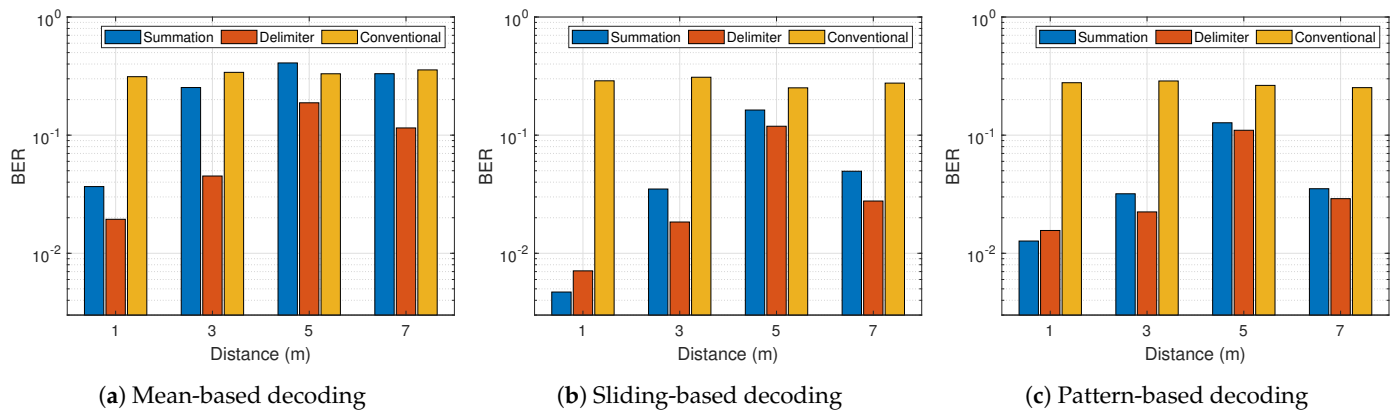 10^0
Summation Delimiter Conventional
10^-1
BER
10^-2
1 3 5 7
Distance (m)
(a) Mean-based decoding
10^0
Summation Delimiter Conventional
10^-1
BER
10^-2
1 3 5 7
Distance (m)
(b) Sliding-based decoding
10^0
Summation Delimiter Conventional
10^-1
BER
10^-2
1 3 5 7
Distance (m)
(c) Pattern-based decoding